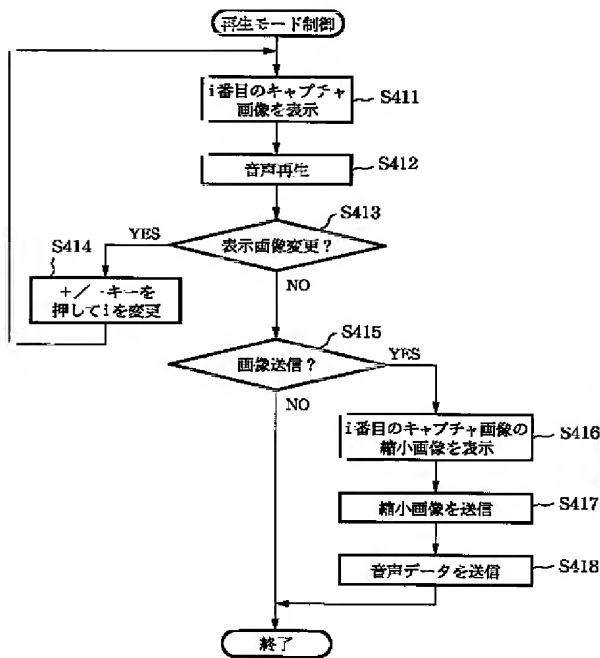 再生モード制御
i番目のキャプチャ
画像を表示
S411
音声再生
S412
S413
表示画像変更？
YES
NO
S414
＋／－キーを
押してiを変更
S415
画像送信？
YES
NO
i番目のキャプチャ画像の
縮小画像を表示
S416
縮小画像を送信
S417
音声データを送信
S418
終了